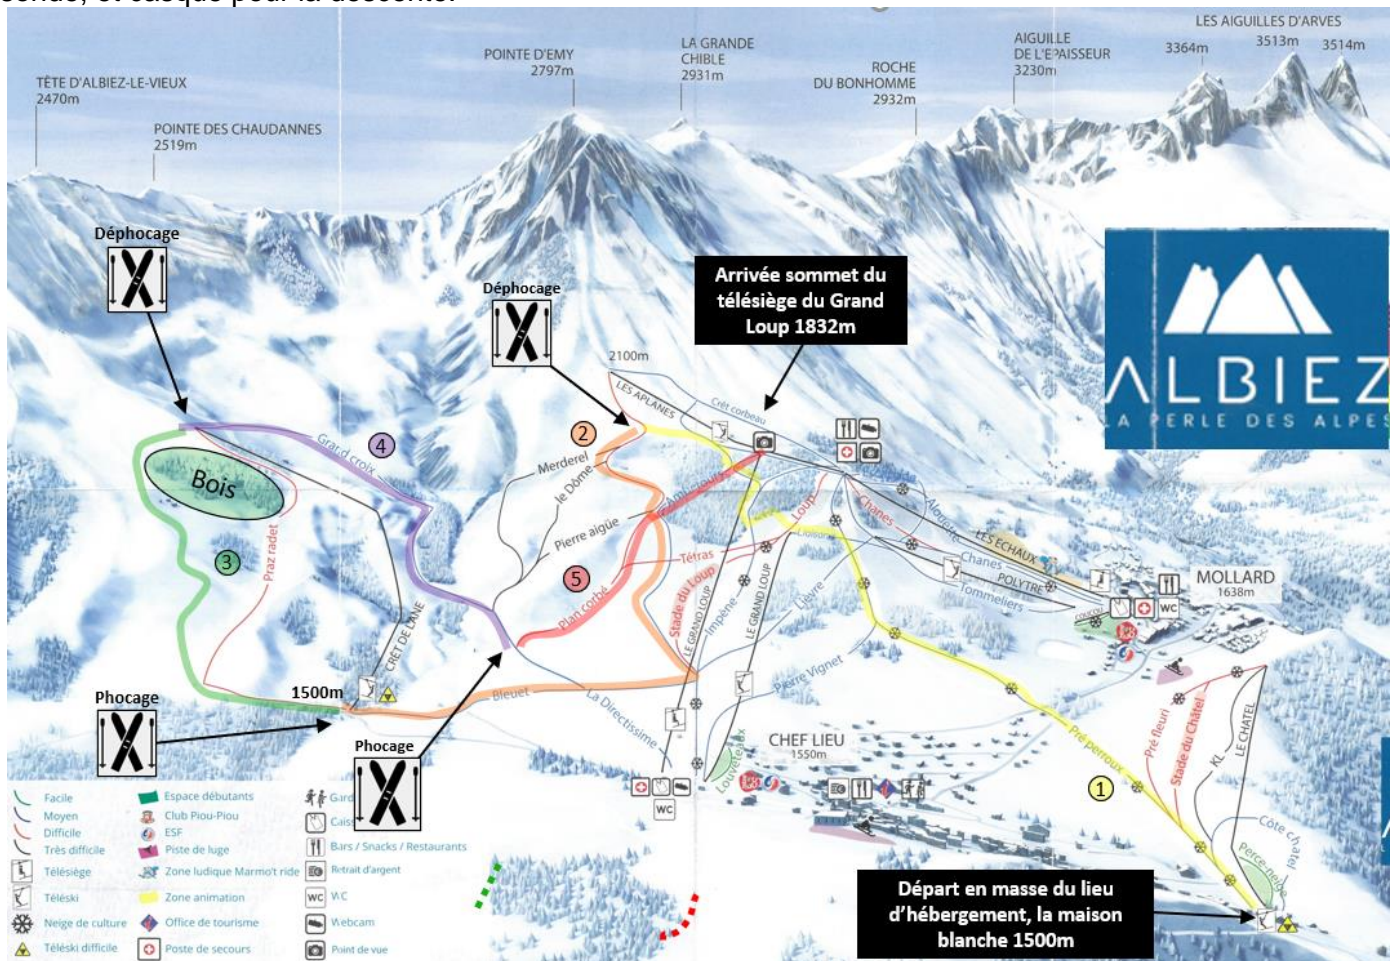 LES AIGUILLES D'ARVES
3364m
3513m
3514m
AIGUILLE
DE L'EPAISSEUR
3230m
LA GRANDE
CHIBLE
2931m
POINTE D'EMY
2797m
ROCHE
DU BONHOMME
2932m
TÊTE D'ALBIEZ-LE-VIEUX
2470m
POINTE DES CHAUDANNES
2519m
Déphocage
Déphocage
Arrivée sommet du
télésiège du Grand
Loup 1832m
ALBIEZ
LA PERLE DES ALPES
2100m
LES APLANES
Crêt corbeau
2
4
Grand croix
Merderel
le Dôme
Bois
Pierre aigüe
Loup
Chanes
LES ECHAUX
Chanes
POLYTRE
Tommeliers
coucou
MOLLARD
1638m
WC
3
Praz radet
5
Tétras
Plan corbé
Stade du Loup
LE GRAND LOUP
Impène
LE GRAND LOUP
Lièvre
CRÊT DE L'ANE
Pierre Vignet
1500m
Phocage
Bleuet
La Directissime
Pré perroux
Pré fleuri
Stade du Châtel
KL
LE CHATEL
Phocage
CHEF LIEU
1550m
Louveteaux
WC
1
Côte châtel
Perce-neige
Départ en masse du lieu
d'hébergement, la maison
blanche 1500m
Facile
Moyen
Difficile
Très difficile
Télésiège
Téléski
Neige de culture
Téléski difficile
Espace débutants
Club Piou-Piou
ESF
Piste de luge
Zone ludique Marmo't ride
Zone animation
Office de tourisme
Poste de secours
Bars / Snacks / Restaurants
Retrait d'argent
WC
WC
Webcam
Point de vue